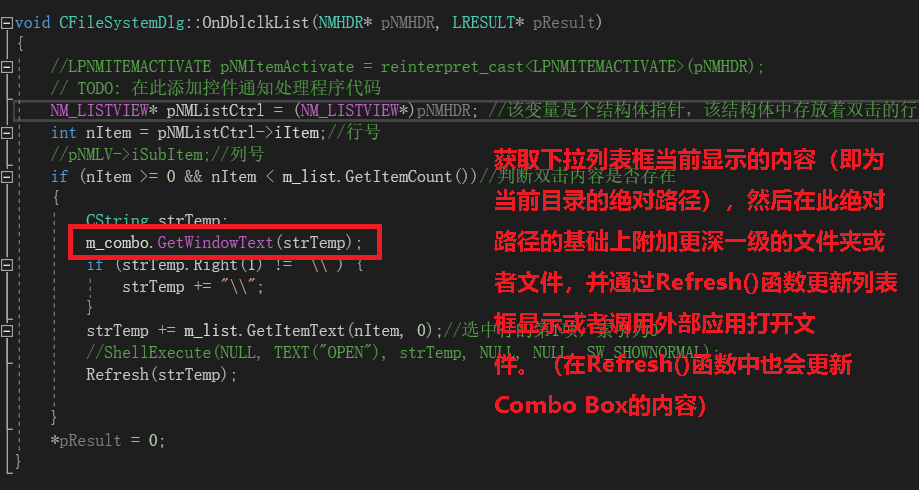 void CFileSystemDlg::OnDblclkList(NMHDR* pNMHDR, LRESULT* pResult)
{
//LPNMITEMACTIVATE pNMItemActivate = reinterpret_cast<LPNMITEMACTIVATE>(pNMHDR);
// TODO: 在此添加控件通知处理程序代码
NM_LISTVIEW* pNMListCtrl = (NM_LISTVIEW*)pNMHDR; //该变量是个结构体指针，该结构体中存放着双击的行
int nItem = pNMListCtrl->iItem;//行号
//pNMLV->iSubItem;//列号
if (nItem >= 0 && nItem < m_list.GetItemCount())//判断双击内容是否存在
{
CString strTemp;
m_combo.GetWindowText(strTemp);
if (strTemp.Right(1) != "\\") {
strTemp += "\\";
}
strTemp += m_list.GetItemText(nItem, 0);//选中行的第
//ShellExecute(NULL, TEXT("OPEN"), strTemp, NULL, NULL, SW_SHOWNORMAL);
Refresh(strTemp);
}
*pResult = 0;
}
获取下拉列表框当前显示的内容（即为
当前目录的绝对路径），然后在此绝对
路径的基础上附加更深一级的文件夹或
者文件，并通过Refresh()函数更新列表
框显示或者调用外部应用打开文
件。（在Refresh()函数中也会更新
Combo Box的内容）